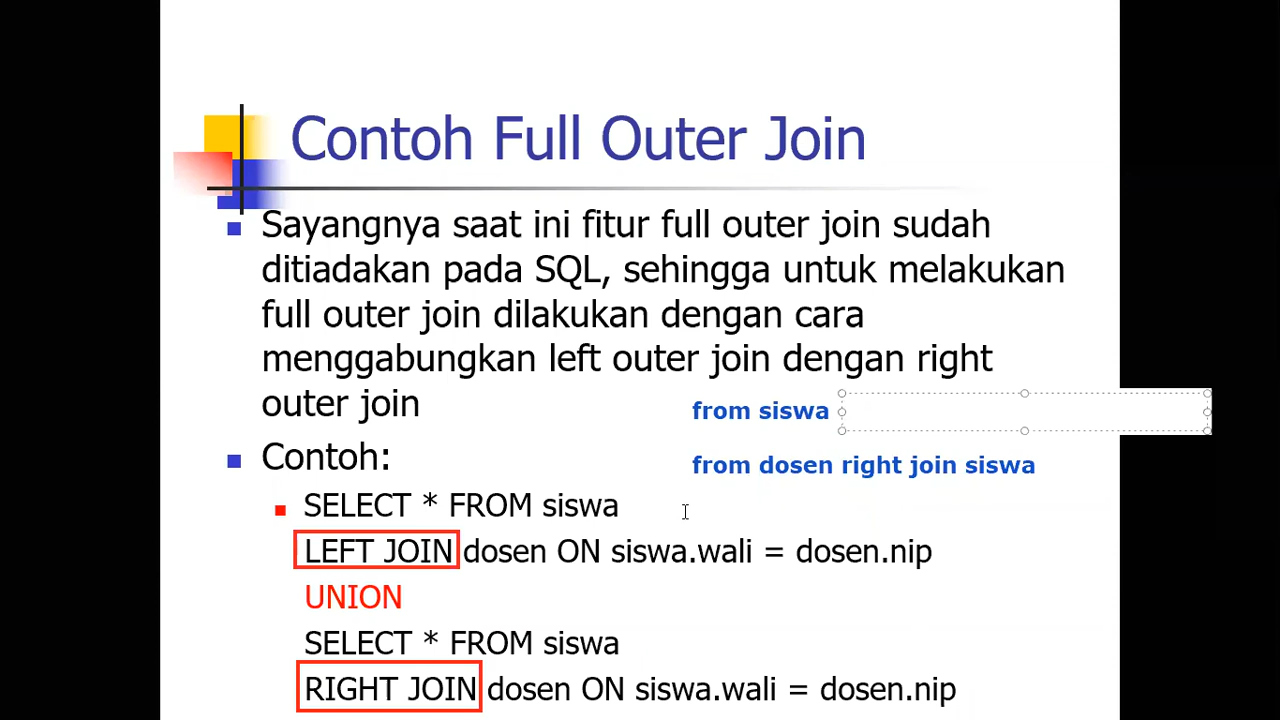 Contoh Full Outer Join
Sayangnya saat ini fitur full outer join sudah
ditiadakan pada SQL, sehingga untuk melakukan
full outer join dilakukan dengan cara
menggabungkan left outer join dengan right
outer join
from siswa
Contoh:
from dosen right join siswa
SELECT * FROM siswa
LEFT JOIN dosen ON siswa.wali = dosen.nip
UNION
SELECT * FROM siswa
RIGHT JOIN dosen ON siswa.wali = dosen.nip